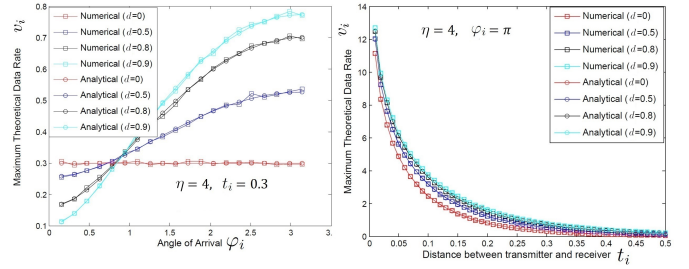 0.8
0.7
0.6
0.5
0.4
0.3
0.2
0.1
Maximum Theoretical Data Rate v_i
Numerical (d=0)
Numerical (d=0.5)
Numerical (d=0.8)
Numerical (d=0.9)
Analytical (d=0)
Analytical (d=0.5)
Analytical (d=0.8)
Analytical (d=0.9)
η = 4, t_i = 0.3
0 0.5 1 1.5 2 2.5 3 3.
Angle of Arrival φ_i
14
12
10
8
6
4
2
0
Maximum Theoretical Data Rate v_i
η = 4, φ_i = π
Numerical (d=0)
Numerical (d=0.5)
Numerical (d=0.8)
Numerical (d=0.9)
Analytical (d=0)
Analytical (d=0.5)
Analytical (d=0.8)
Analytical (d=0.9)
0 0.05 0.1 0.15 0.2 0.25 0.3 0.35 0.4 0.45 0.5
Distance between transmitter and receiver t_i